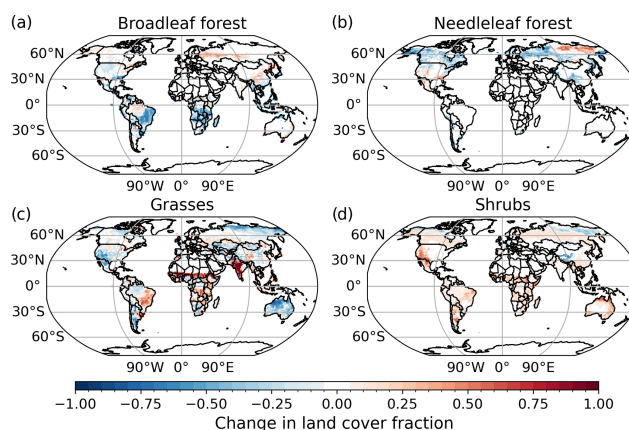 (a) Broadleaf forest
(b) Needleleaf forest
60°N 60°N
30°N 30°N
0° 0°
30°S 30°S
60°S 60°S
90°W 0° 90°E 90°W 0° 90°E
(c) Grasses
(d) Shrubs
60°N 60°N
30°N 30°N
0° 0°
30°S 30°S
60°S 60°S
90°W 0° 90°E 90°W 0° 90°E
−1.00 −0.75 −0.50 −0.25 0.00 0.25 0.50 0.75 1.00
Change in land cover fraction